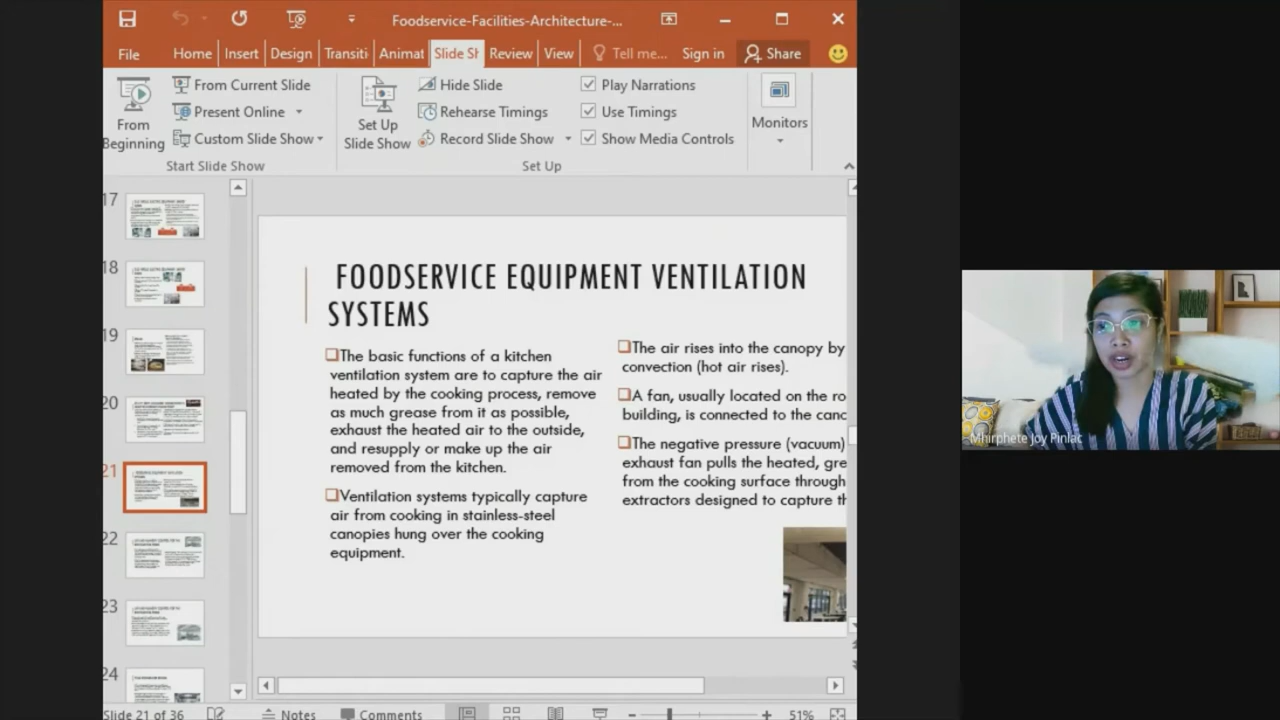 Foodservice-Facilities-Architecture-...
File
Home
Insert
Design
Transiti
Animat
Slide Sh
Review
View
Tell me...
Sign in
Share
From Beginning
From Current Slide
Present Online
Custom Slide Show
Start Slide Show
Set Up Slide Show
Hide Slide
Rehearse Timings
Record Slide Show
Play Narrations
Use Timings
Show Media Controls
Set Up
Monitors
17
18
19
20
21
22
23
24
FOODSERVICE EQUIPMENT VENTILATION
SYSTEMS
The basic functions of a kitchen
ventilation system are to capture the air
heated by the cooking process, remove
as much grease from it as possible,
exhaust the heated air to the outside,
and resupply or make up the air
removed from the kitchen.
Ventilation systems typically capture
air from cooking in stainless-steel
canopies hung over the cooking
equipment.
The air rises into the canopy by
convection (hot air rises).
A fan, usually located on the ro
building, is connected to the cano
The negative pressure (vacuum)
exhaust fan pulls the heated, gre
from the cooking surface through
extractors designed to capture th
Mhirphete Joy Pinlac
Slide 21 of 36
Notes
Comments
51%